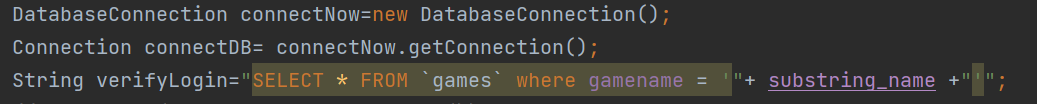 DatabaseConnection connectNow=new DatabaseConnection();
Connection connectDB= connectNow.getConnection();
String verifyLogin="SELECT * FROM `games` where gamename = '"+ substring_name +"'";